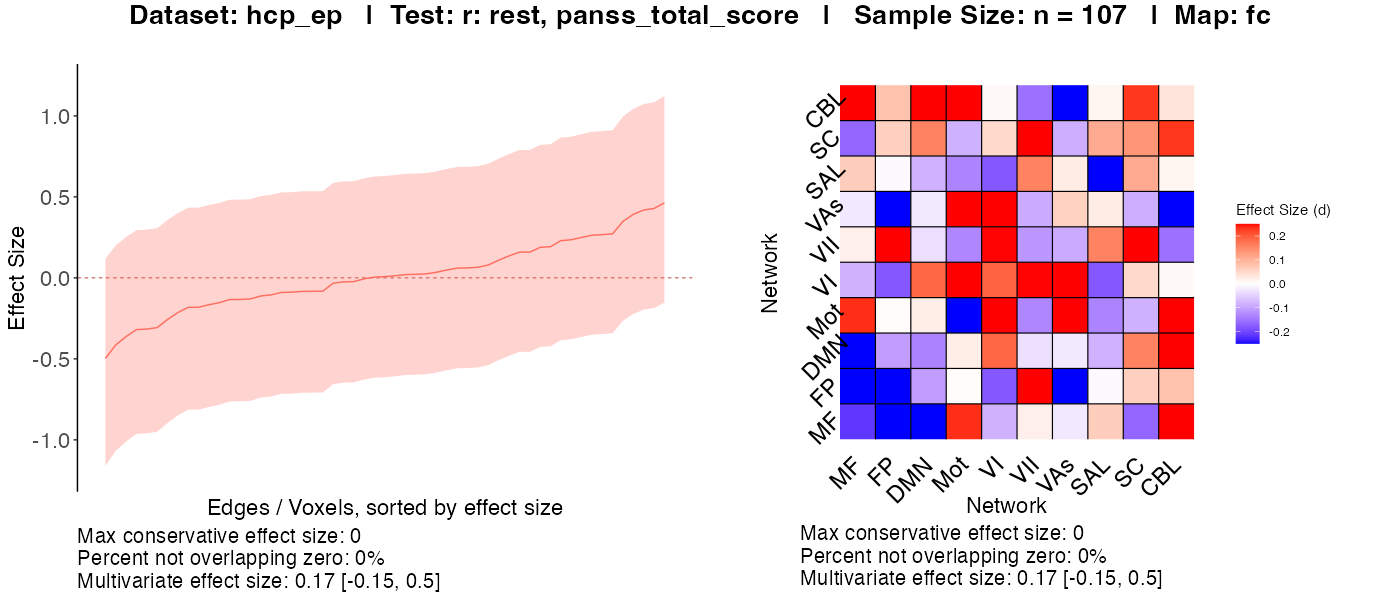 Dataset: hcp_ep | Test: r: rest, panss_total_score | Sample Size: n = 107 | Map: fc
Effect Size
1.0
0.5
0.0
-0.5
-1.0
Edges / Voxels, sorted by effect size
Max conservative effect size: 0
Percent not overlapping zero: 0%
Multivariate effect size: 0.17 [-0.15, 0.5]
Network
CBL
SC
SAL
VAs
VII
VI
Mot
DMN
FP
MF
MF
FP
DMN
Mot
VI
VII
VAs
SAL
SC
CBL
Network
Max conservative effect size: 0
Percent not overlapping zero: 0%
Multivariate effect size: 0.17 [-0.15, 0.5]
Effect Size (d)
0.2
0.1
0.0
-0.1
-0.2